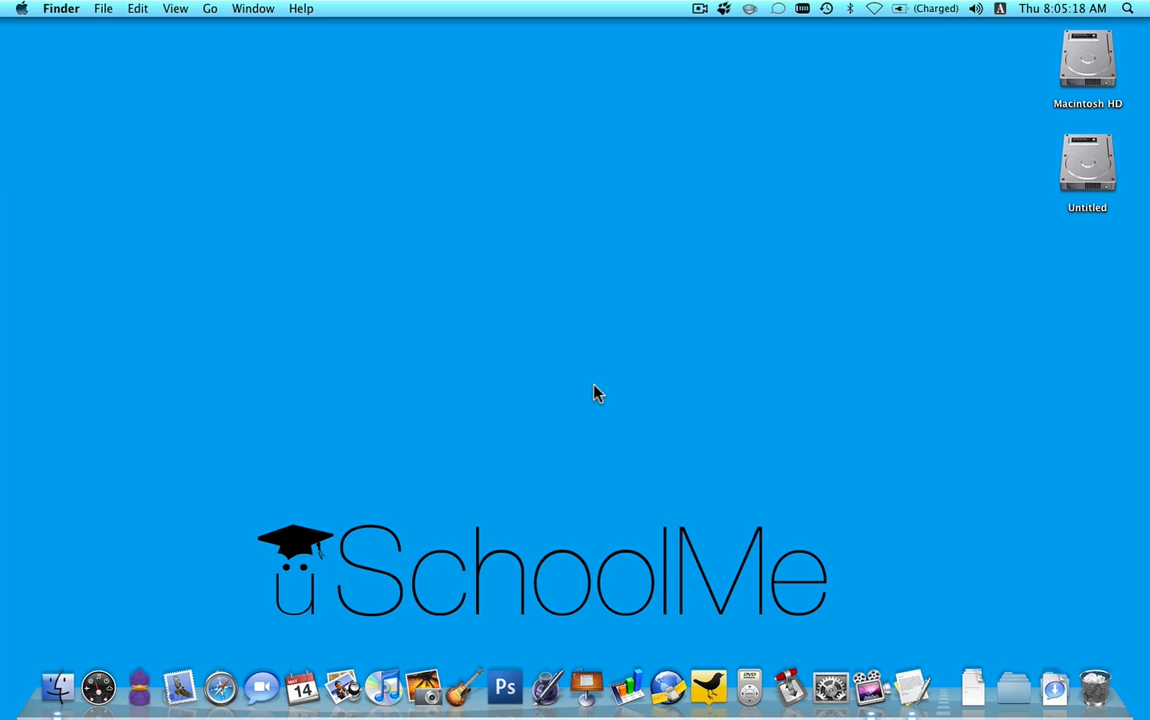 Finder File Edit View Go Window Help (Charged) A Thu 8:05:18 AM
Macintosh HD
Untitled
üSchoolMe
14
Ps